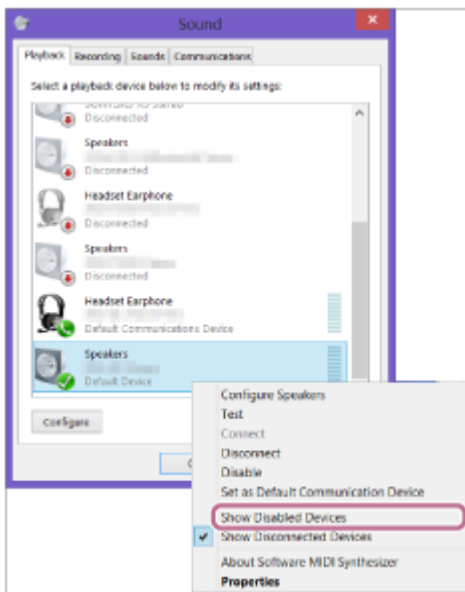 Sound
Playback Recording Sounds Communications
Select a playback device below to modify its settings:
Disconnected
Speakers
Disconnected
Headset Earphone
Disconnected
Speakers
Disconnected
Headset Earphone
Default Communications Device
Speakers
Default Device
Configure
Configure Speakers
Test
Connect
Disconnect
Disable
Set as Default Communication Device
Show Disabled Devices
Show Disconnected Devices
About Software MIDI Synthesizer
Properties